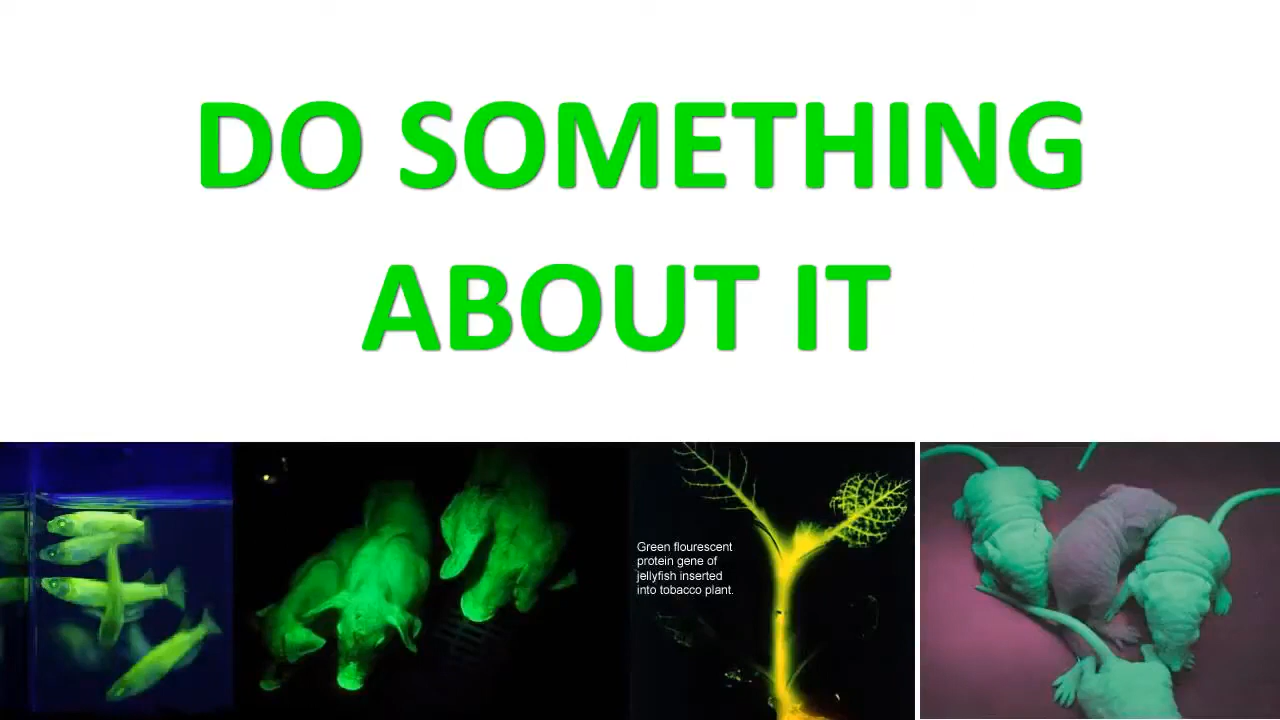 DO SOMETHING
ABOUT IT
Green flourescent
protein gene of
jellyfish inserted
into tobacco plant.